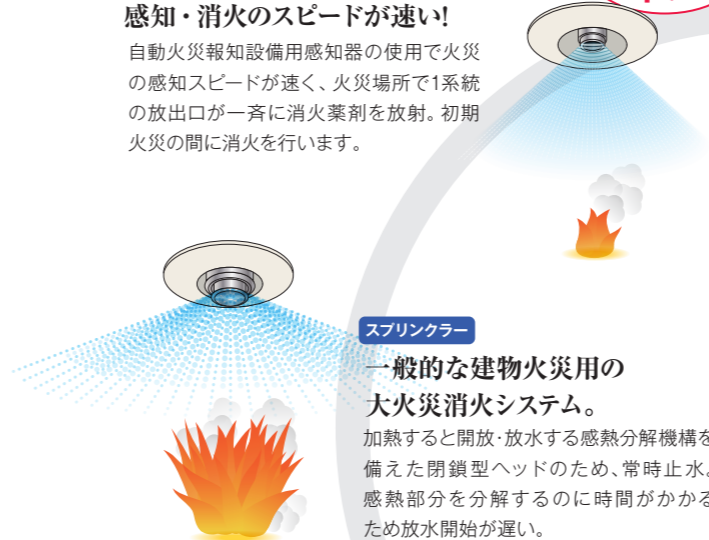 感知・消火のスピードが速い!
自動火災報知設備用感知器の使用で火災
の感知スピードが速く、火災場所で1系統
の放出口が一斉に消火薬剤を放射。初期
火災の間に消火を行います。
スプリンクラー
一般的な建物火災用の
大火災消火システム。
加熱すると開放・放水する感熱分解機構を
備えた閉鎖型ヘッドのため、常時止水。
感熱部分を分解するのに時間がかかる
ため放水開始が遅い。